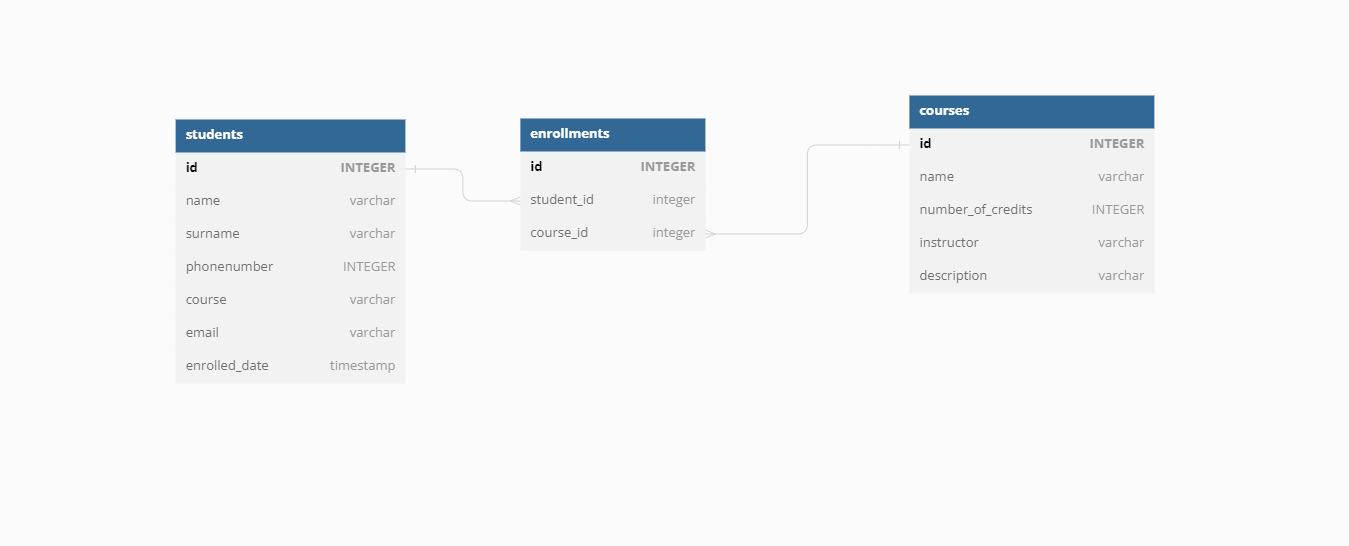 students
id INTEGER
name varchar
surname varchar
phonenumber INTEGER
course varchar
email varchar
enrolled_date timestamp
enrollments
id INTEGER
student_id integer
course_id integer
courses
id INTEGER
name varchar
number_of_credits INTEGER
instructor varchar
description varchar